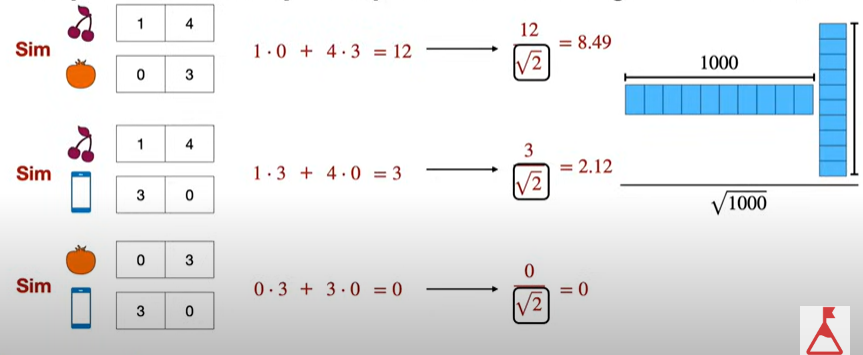 Sim
1 4
0 3
1 · 0 + 4 · 3 = 12
12/√2 = 8.49
Sim
1 4
3 0
1 · 3 + 4 · 0 = 3
3/√2 = 2.12
Sim
0 3
3 0
0 · 3 + 3 · 0 = 0
0/√2 = 0
1000
√1000